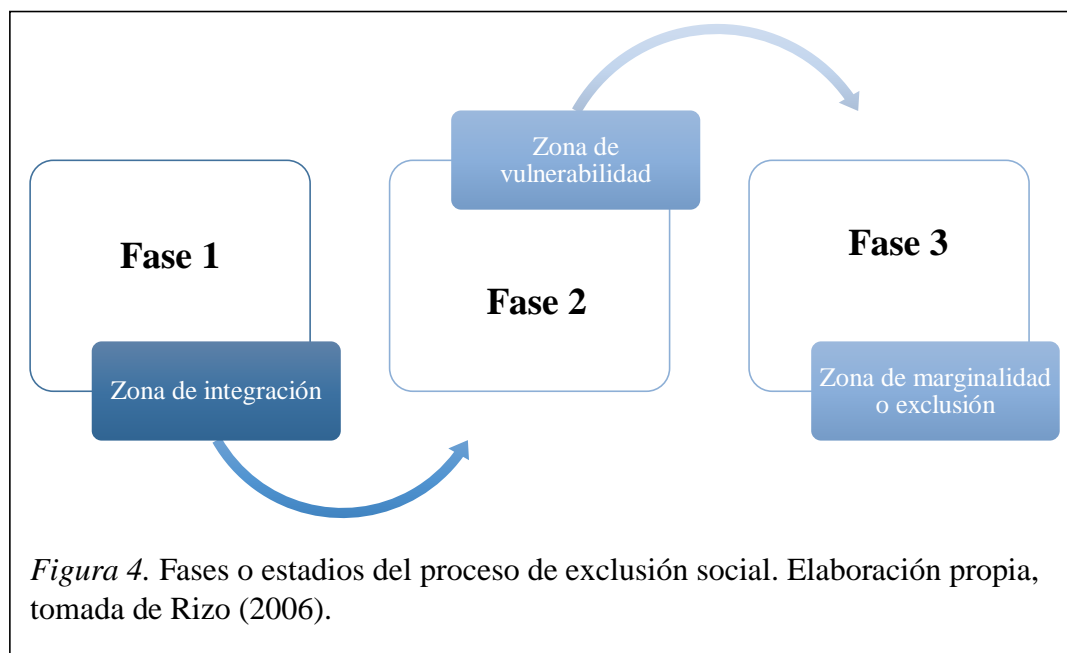 Fase 1
Zona de integración
Zona de
vulnerabilidad
Fase 2
Fase 3
Zona de marginalidad
o exclusión
Figura 4. Fases o estadios del proceso de exclusión social. Elaboración propia,
tomada de Rizo (2006).